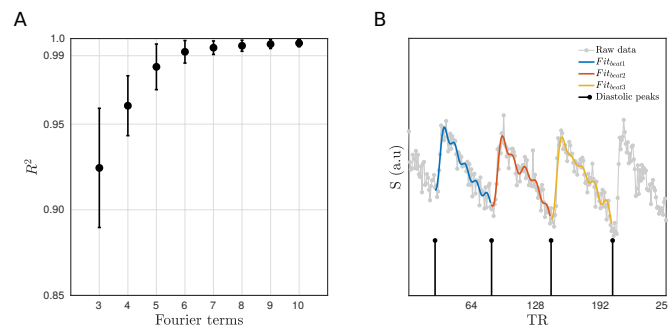 A
1.0
0.99
0.95
0.90
0.85
R²
3 4 5 6 7 8 9 10
Fourier terms
B
Raw data
Fit_beat1
Fit_beat2
Fit_beat3
Diastolic peaks
S (a.u)
64 128 192 25
TR